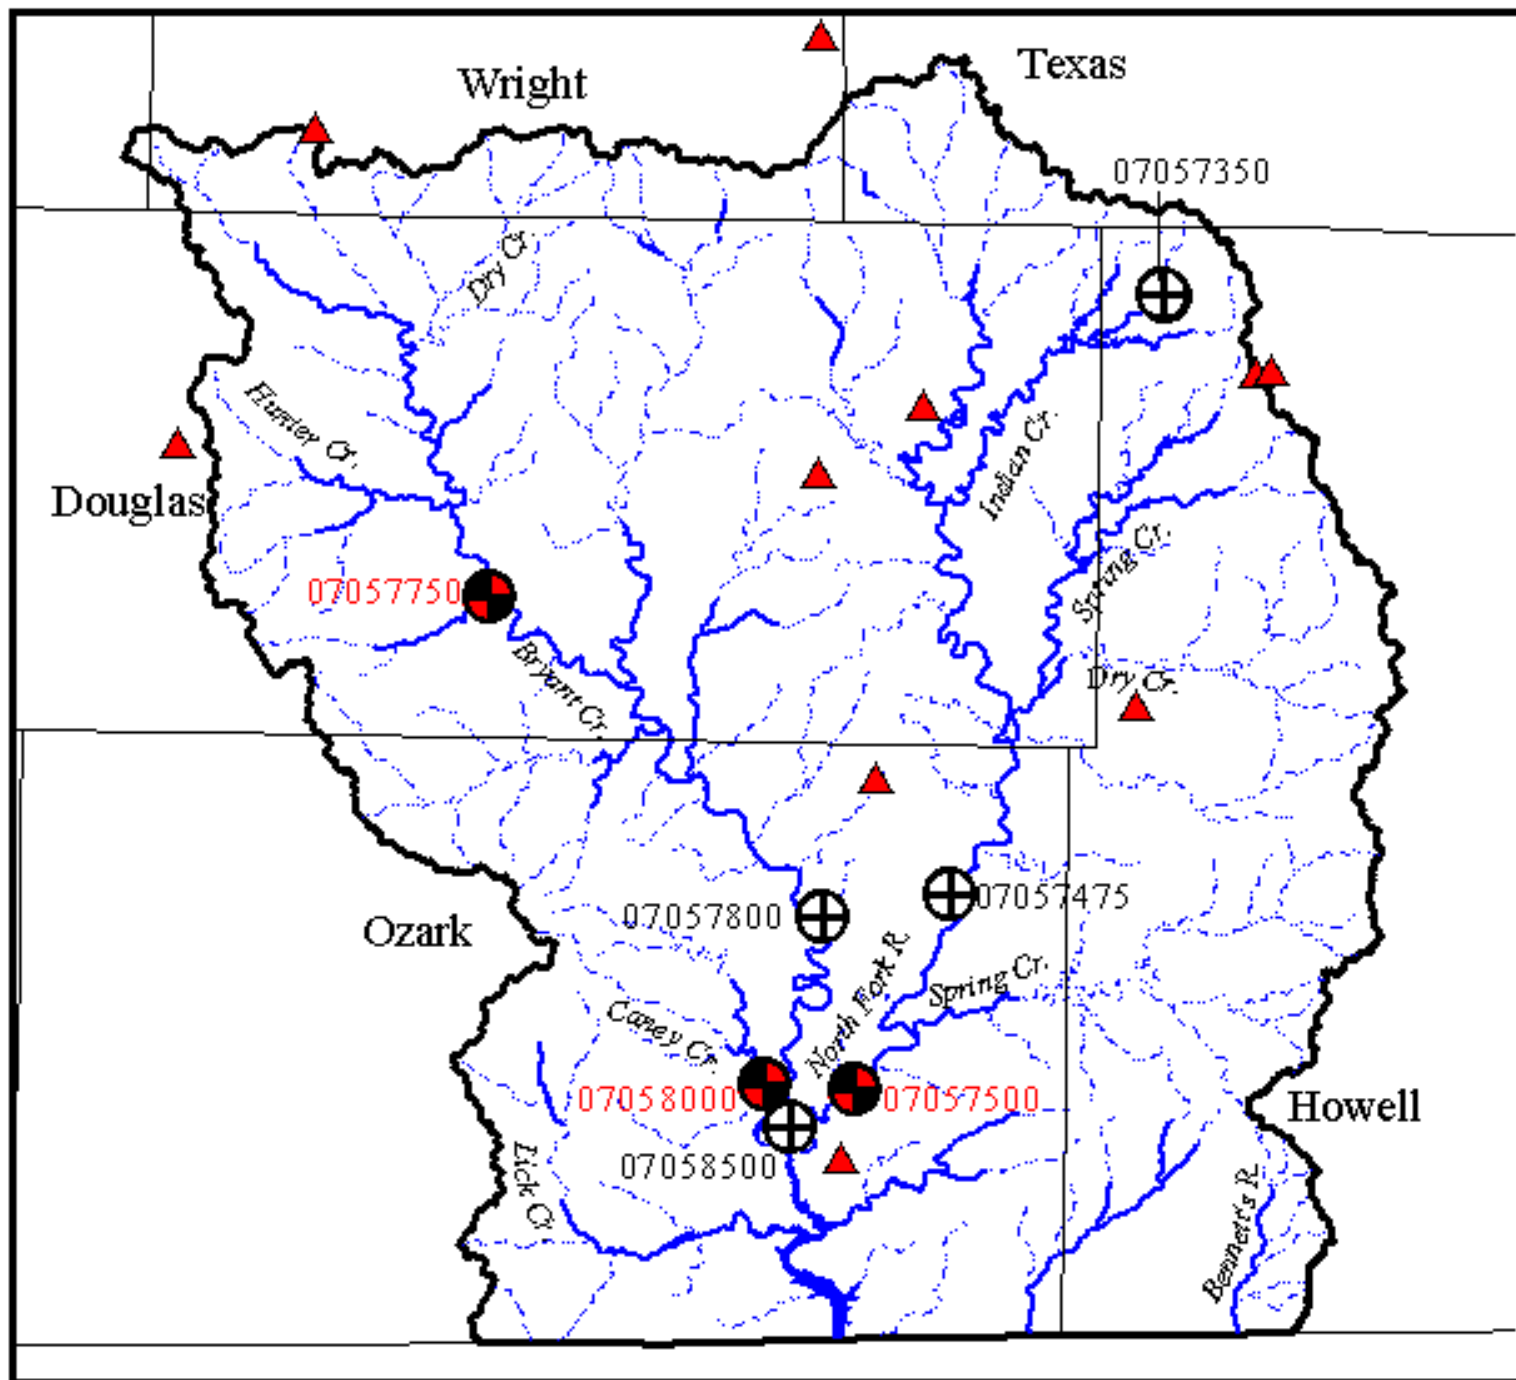 Texas
Wright
07057350
Dry Cr.
Hunter Cr.
Indian Cr.
Douglas
Spring Cr.
07057750
Bryant Cr.
Dry Cr.
07057475
07057800
Ozark
North Fork R.
Spring Cr.
Caney Cr.
07058000
07057500
Howell
07058500
Lick Cr.
Bennett's R.